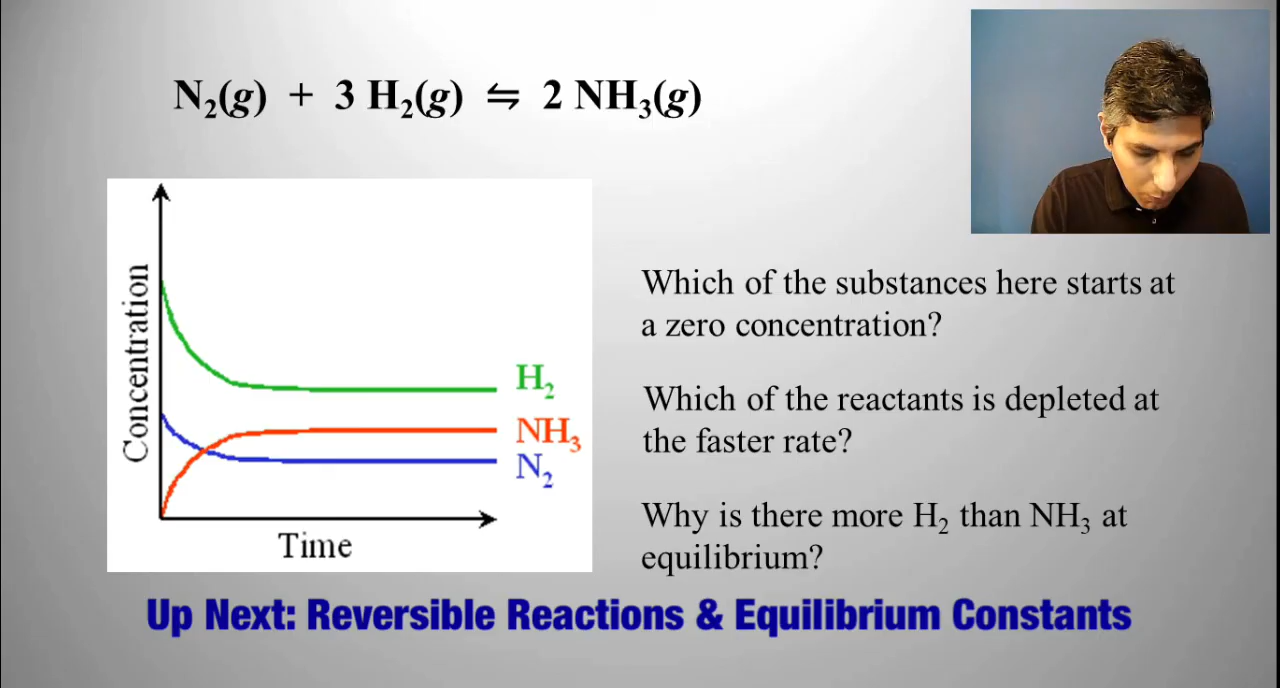 N₂(g) + 3 H₂(g) ⇋ 2 NH₃(g)
Concentration
H₂
NH₃
N₂
Time
Which of the substances here starts at
a zero concentration?
Which of the reactants is depleted at
the faster rate?
Why is there more H₂ than NH₃ at
equilibrium?
Up Next: Reversible Reactions & Equilibrium Constants